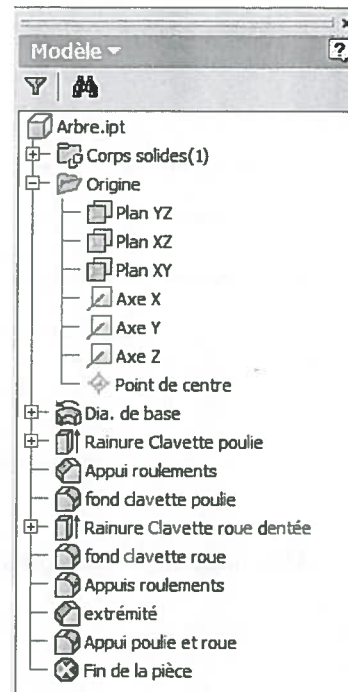 Modèle
?
Arbre.ipt
Corps solides(1)
Origine
Plan YZ
Plan XZ
Plan XY
Axe X
Axe Y
Axe Z
Point de centre
Dia. de base
Rainure Clavette poulie
Appui roulements
fond clavette poulie
Rainure Clavette roue dentée
fond clavette roue
Appuis roulements
extrémité
Appui poulie et roue
Fin de la pièce